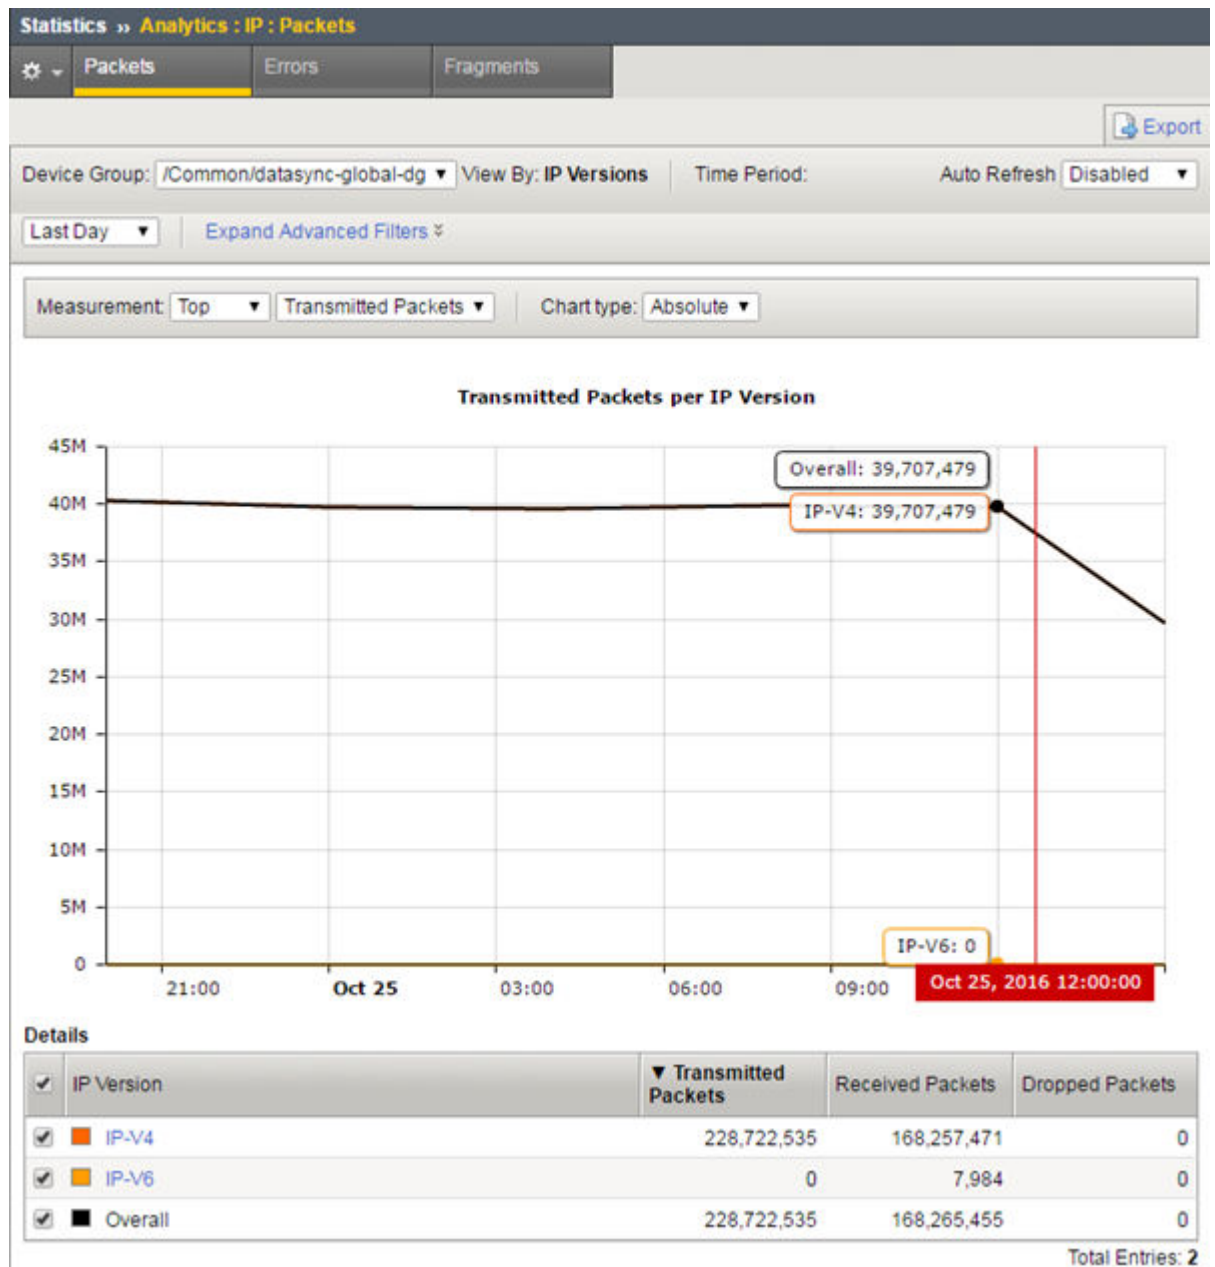 Statistics ›› Analytics : IP : Packets
Packets Errors Fragments
Export
Device Group: /Common/datasync-global-dg ▼ View By: IP Versions Time Period: Auto Refresh Disabled ▼
Last Day ▼ Expand Advanced Filters
Measurement: Top ▼ Transmitted Packets ▼ Chart type: Absolute ▼
Transmitted Packets per IP Version
45M
Overall: 39,707,479
40M
IP-V4: 39,707,479
35M
30M
25M
20M
15M
10M
5M
IP-V6: 0
0
21:00 Oct 25 03:00 06:00 09:00 Oct 25, 2016 12:00:00
Details
IP Version ▼ Transmitted Packets Received Packets Dropped Packets
IP-V4 228,722,535 168,257,471 0
IP-V6 0 7,984 0
Overall 228,722,535 168,265,455 0
Total Entries: 2